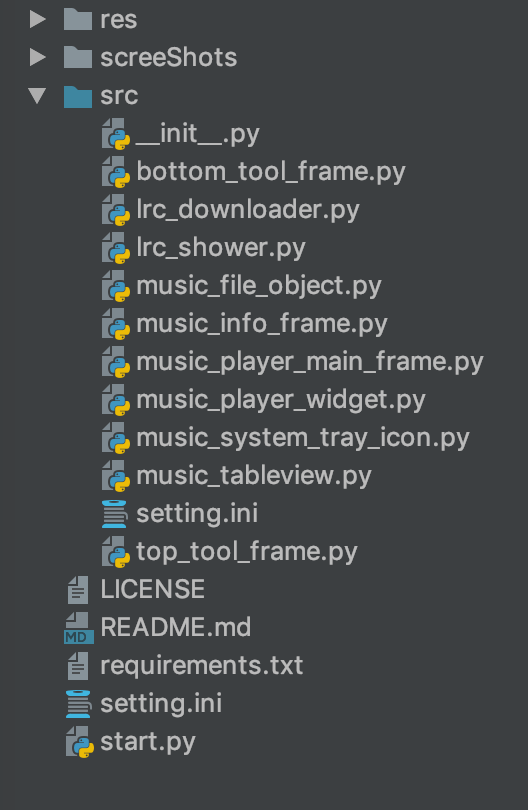 res
screeShots
src
__init__.py
bottom_tool_frame.py
lrc_downloader.py
lrc_shower.py
music_file_object.py
music_info_frame.py
music_player_main_frame.py
music_player_widget.py
music_system_tray_icon.py
music_tableview.py
setting.ini
top_tool_frame.py
LICENSE
MD README.md
requirements.txt
setting.ini
start.py